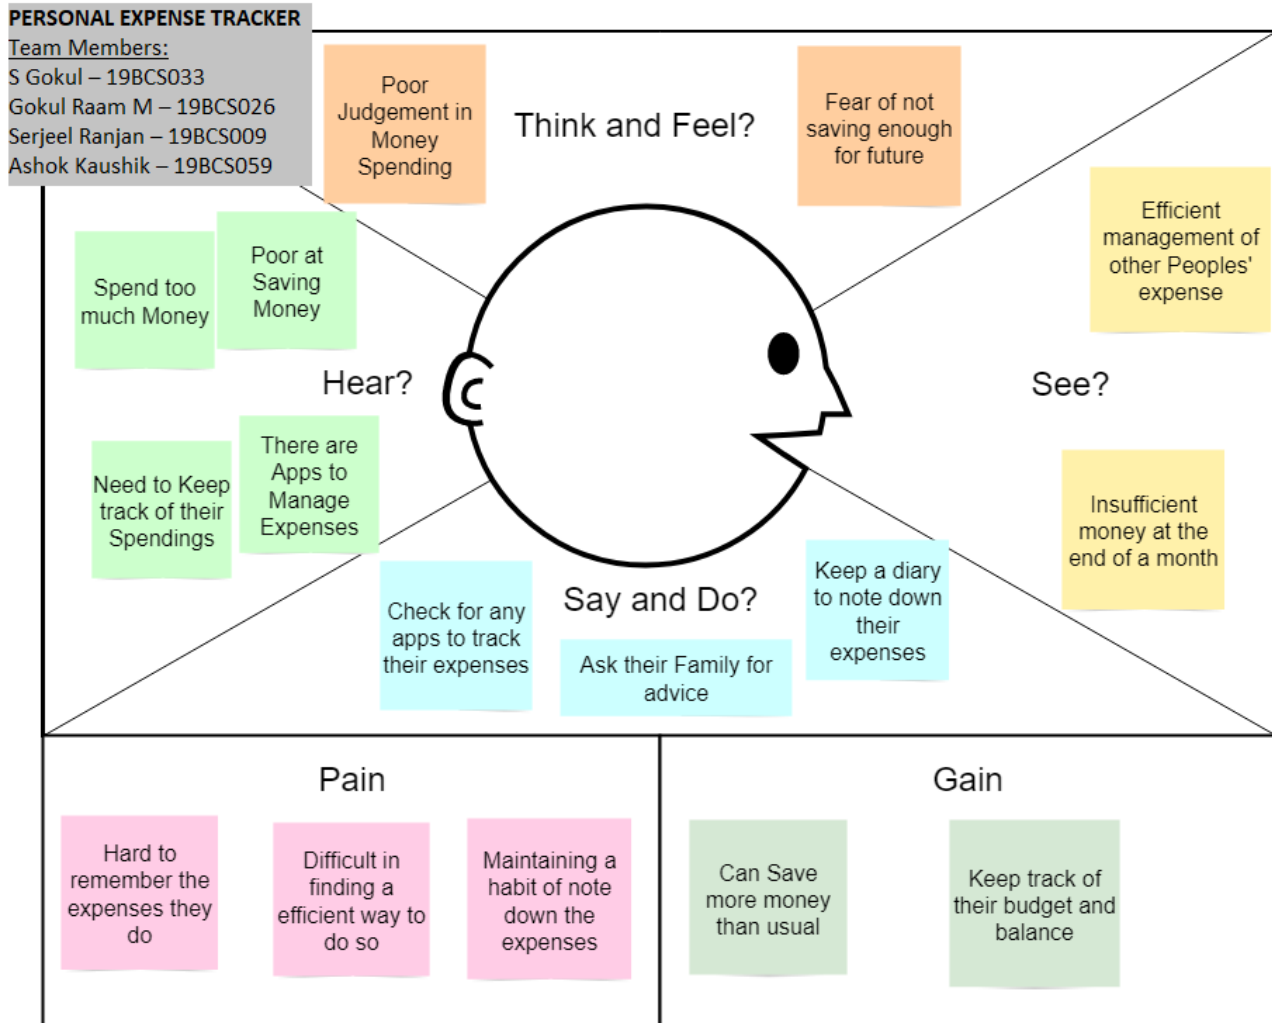 PERSONAL EXPENSE TRACKER
Team Members:
S Gokul – 19BCS033
Gokul Raam M – 19BCS026
Serjeel Ranjan – 19BCS009
Ashok Kaushik – 19BCS059
Poor
Judgement in
Money
Spending
Think and Feel?
Fear of not
saving enough
for future
Spend too
much Money
Poor at
Saving
Money
Efficient
management of
other Peoples'
expense
Hear?
See?
Need to Keep
track of their
Spendings
There are
Apps to
Manage
Expenses
Insufficient
money at the
end of a month
Say and Do?
Check for any
apps to track
their expenses
Ask their Family for
advice
Keep a diary
to note down
their
expenses
Pain
Hard to
remember the
expenses they
do
Difficult in
finding a
efficient way to
do so
Maintaining a
habit of note
down the
expenses
Gain
Can Save
more money
than usual
Keep track of
their budget and
balance